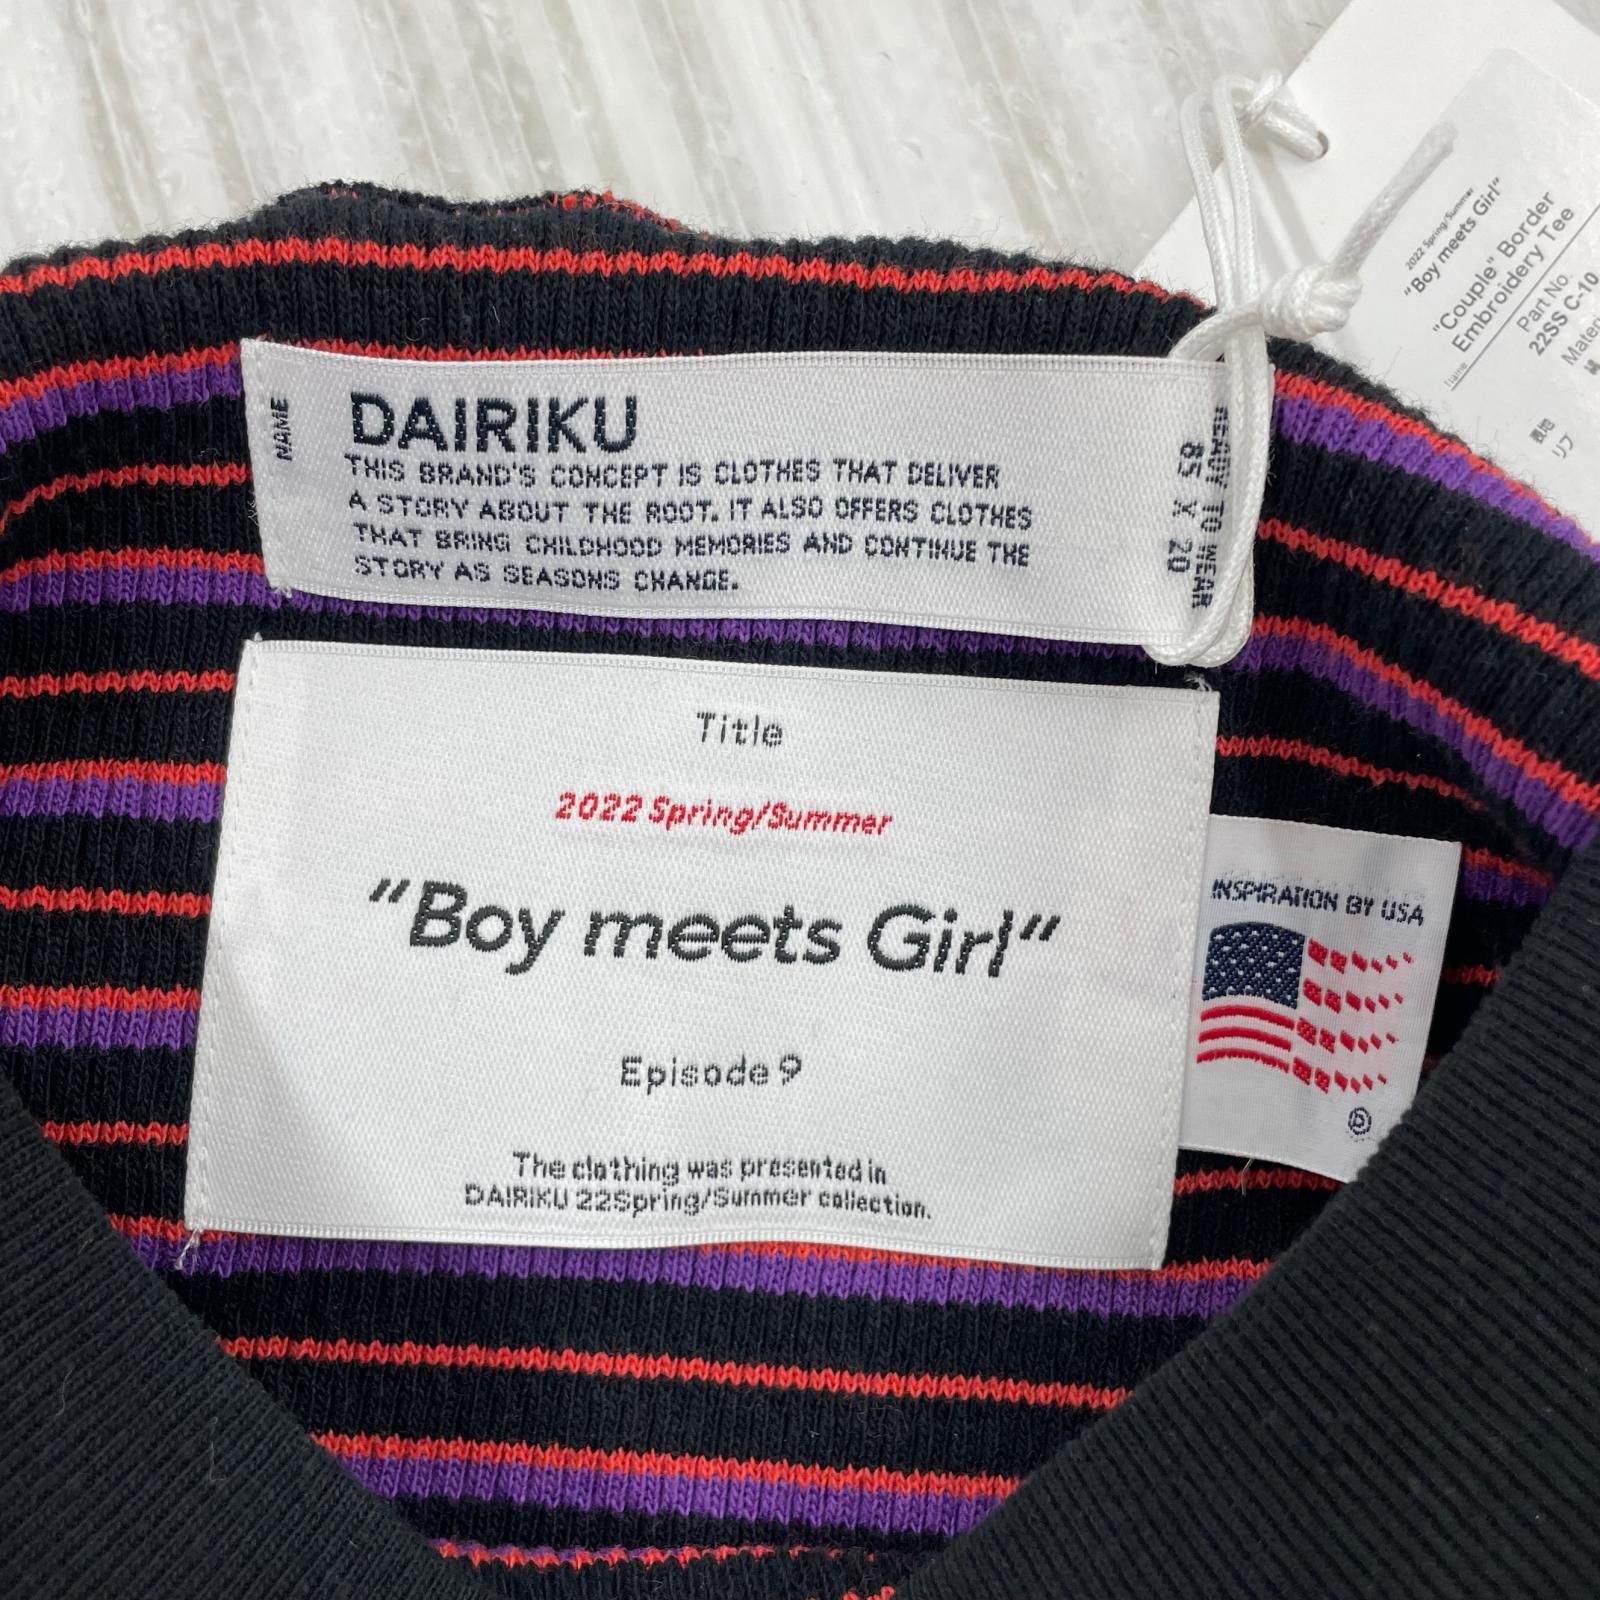 NAME
DAIRIKU
THIS BRAND'S CONCEPT IS CLOTHES THAT DELIVER
A STORY ABOUT THE ROOT. IT ALSO OFFERS CLOTHES
THAT BRING CHILDHOOD MEMORIES AND CONTINUE THE
STORY AS SEASONS CHANGE.
READY TO WEAR
85 X 20
Title
2022 Spring/Summer
"Boy meets Girl"
Episode 9
The clothing was presented in
DAIRIKU 22Spring/Summer collection.
INSPIRATION BY USA
2022 Spring/Summer
"Boy meets Girl"
"Couple" Border
Embroidery Tee
Name
Part No.
22SS C-10